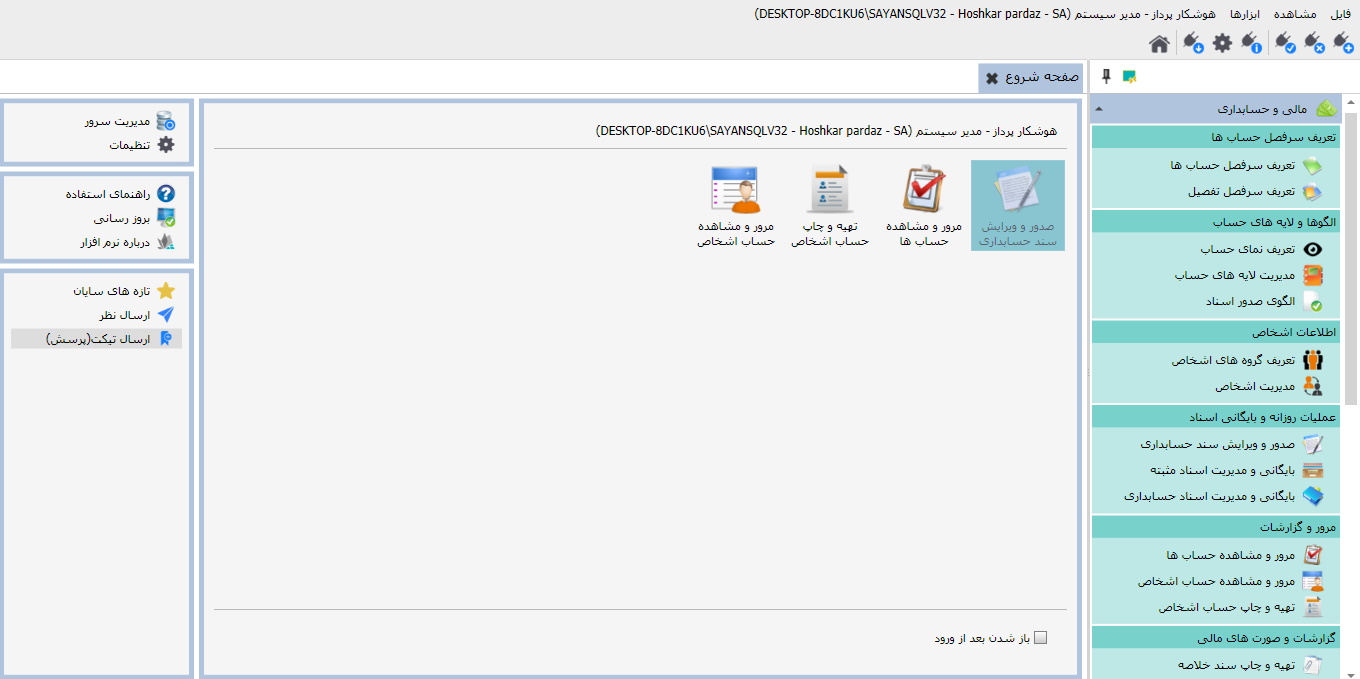 فایل مشاهده ابزارها هوشکار پرداز - مدیر سیستم (DESKTOP-8DC1KU6\SAYANSQLV32 - Hoshkar pardaz - SA)
صفحه شروع
مالی و حسابداری
تعریف سرفصل حساب ها
تعریف سرفصل حساب ها
تعریف سرفصل تفصیل
الگوها و لایه های حساب
تعریف نمای حساب
مدیریت لایه های حساب
الگوی صدور اسناد
اطلاعات اشخاص
تعریف گروه های اشخاص
مدیریت اشخاص
عملیات روزانه و بایگانی اسناد
صدور و ویرایش سند حسابداری
بایگانی و مدیریت اسناد مثبته
بایگانی و مدیریت اسناد حسابداری
مرور و گزارشات
مرور و مشاهده حساب ها
مرور و مشاهده حساب اشخاص
تهیه و چاپ حساب اشخاص
گزارشات و صورت های مالی
تهیه و چاپ سند خلاصه
هوشکار پرداز - مدیر سیستم (DESKTOP-8DC1KU6\SAYANSQLV32 - Hoshkar pardaz - SA)
صدور و ویرایش
سند حسابداری
مرور و مشاهده
حساب ها
تهیه و چاپ
حساب اشخاص
مرور و مشاهده
حساب اشخاص
باز شدن بعد از ورود
مدیریت سرور
تنظیمات
راهنمای استفاده
بروز رسانی
درباره نرم افزار
تازه های سایان
ارسال نظر
ارسال تیکت(پرسش)